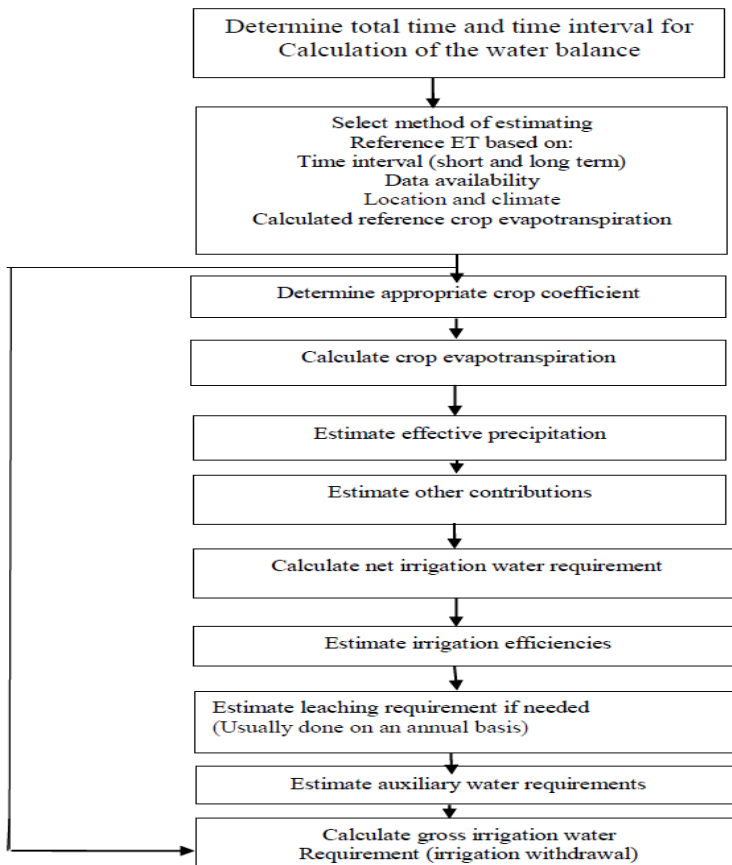 Determine total time and time interval for
Calculation of the water balance
Select method of estimating
Reference ET based on:
Time interval (short and long term)
Data availability
Location and climate
Calculated reference crop evapotranspiration
Determine appropriate crop coefficient
Calculate crop evapotranspiration
Estimate effective precipitation
Estimate other contributions
Calculate net irrigation water requirement
Estimate irrigation efficiencies
Estimate leaching requirement if needed
(Usually done on an annual basis)
Estimate auxiliary water requirements
Calculate gross irrigation water
Requirement (irrigation withdrawal)